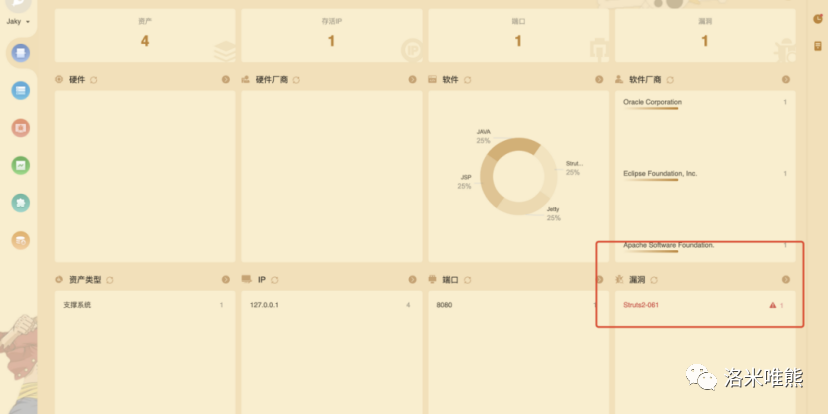 Jaky
资产
4
存活IP
1
端口
1
漏洞
1
硬件
硬件厂商
软件
软件厂商
JAVA
25%
Strut...
25%
JSP
25%
Jetty
25%
Oracle Corporation 1
Eclipse Foundation, Inc. 1
Apache Software Foundation. 1
资产类型
IP
端口
漏洞
支撑系统 1
127.0.0.1 4
8080 1
Struts2-061 1
洛米唯熊